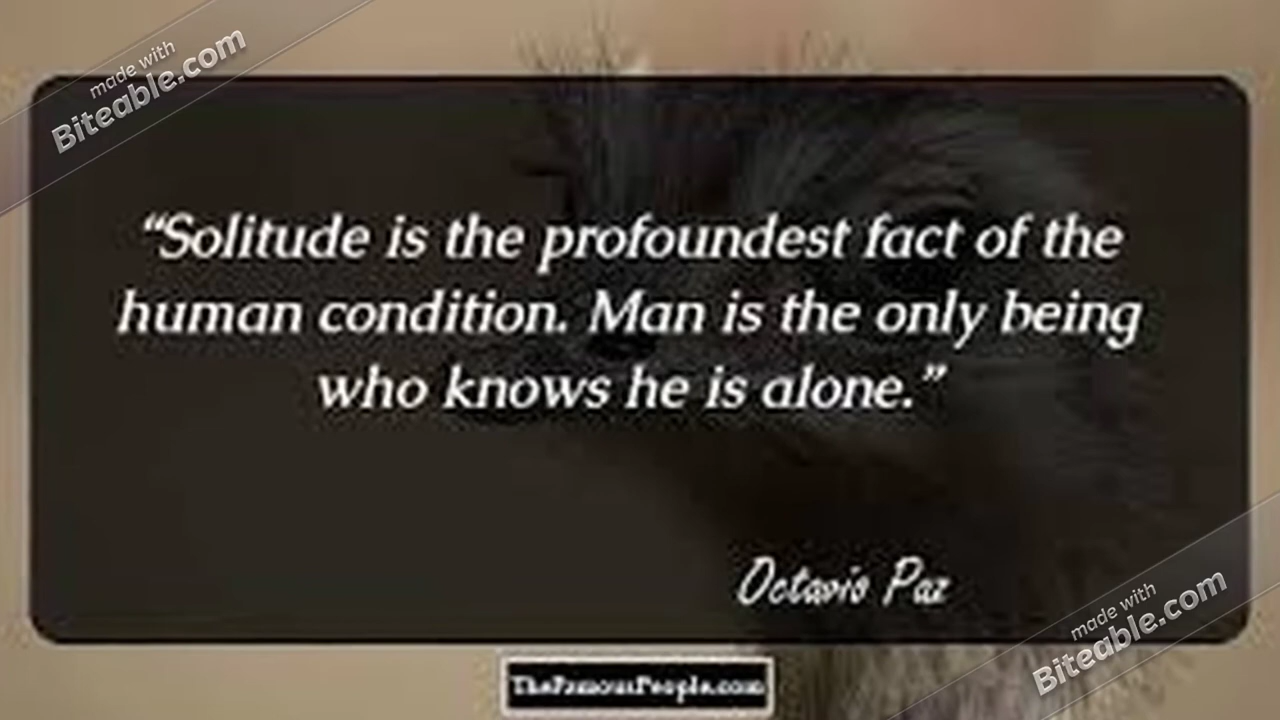 made with
Biteable.com
“Solitude is the profoundest fact of the
human condition. Man is the only being
who knows he is alone.”
Octavio Paz
made with
Biteable.com
TheFamousPeople.com